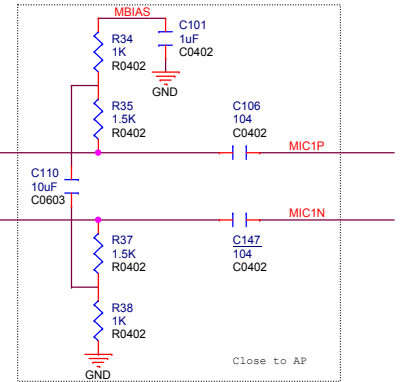 MBIAS
C101
1uF
C0402
GND
R34
1K
R0402
R35
1.5K
R0402
C106
104
C0402
MIC1P
C110
10uF
C0603
MIC1N
C147
104
C0402
R37
1.5K
R0402
R38
1K
R0402
GND
Close to AP